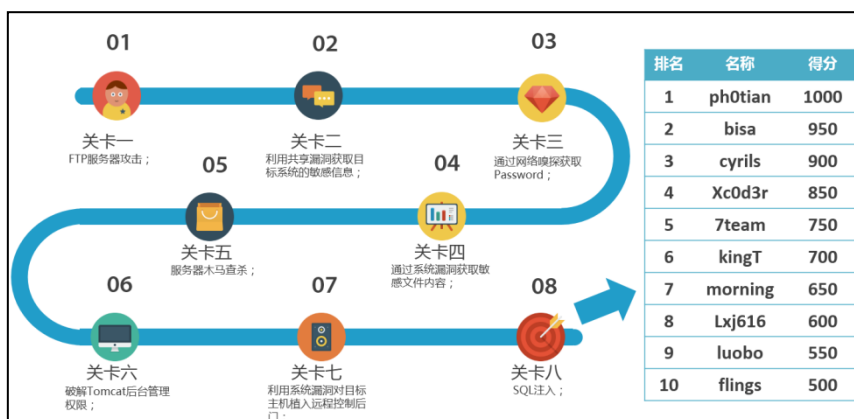 01
关卡一
FTP服务器攻击；
02
关卡二
利用共享漏洞获取目
标系统的敏感信息；
03
关卡三
通过网络嗅探获取
Password；
04
关卡四
通过系统漏洞获取敏
感文件内容；
05
关卡五
服务器木马查杀；
06
关卡六
破解Tomcat后台管理
权限；
07
关卡七
利用系统漏洞对目标
主机植入远程控制后
门；
08
关卡八
SQL注入；
排名 名称 得分
1 ph0tian 1000
2 bisa 950
3 cyrils 900
4 Xc0d3r 850
5 7team 750
6 kingT 700
7 morning 650
8 Lxj616 600
9 luobo 550
10 flings 500